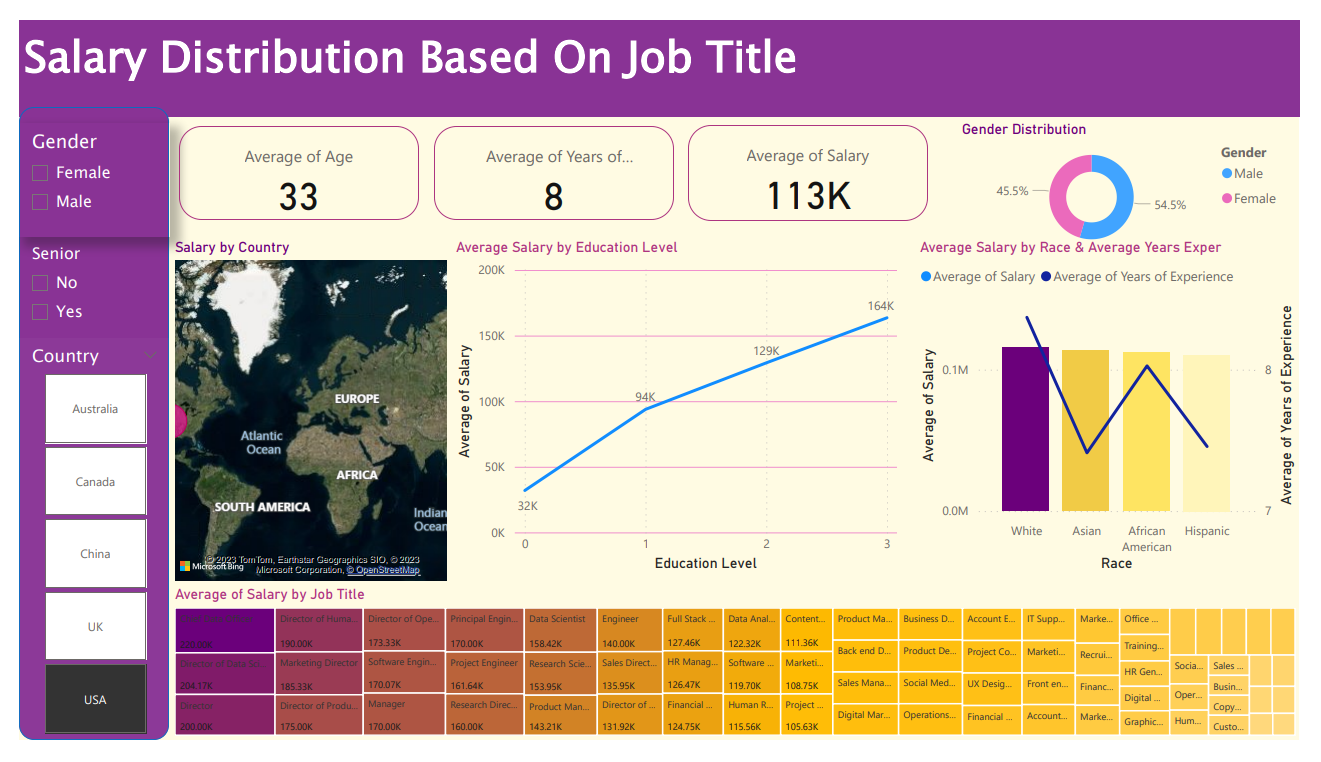 Salary Distribution Based On Job Title
Gender
Female
Male
Senior
No
Yes
Country
Australia
Canada
China
UK
USA
Average of Age
33
Average of Years of...
8
Average of Salary
113K
Gender Distribution
45.5%
54.5%
Gender
Male
Female
Salary by Country
EUROPE
Atlantic
Ocean
AFRICA
SOUTH AMERICA
Indian
Ocean
© 2023 TomTom, Earthstar Geographics SIO, © 2023
Microsoft Bing
Microsoft Corporation, © OpenStreetMap
Average Salary by Education Level
Average of Salary
200K
150K
100K
50K
0K
32K
94K
129K
164K
0
1
2
3
Education Level
Average Salary by Race & Average Years Exper
Average of Salary
Average of Years of Experience
Average of Salary
0.1M
0.0M
8
7
Average of Years of Experience
White
Asian
African
American
Hispanic
Race
Average of Salary by Job Title
220.00K
Director of Data Sci...
204.17K
Director
200.00K
Director of Huma...
190.00K
Marketing Director
185.33K
Director of Produ...
175.00K
Director of Ope...
173.33K
Software Engin...
170.07K
Manager
170.00K
Principal Engin...
170.00K
Project Engineer
161.64K
Research Direc...
160.00K
Data Scientist
158.42K
Research Scie...
153.95K
Product Man...
143.21K
Engineer
140.00K
Sales Direct...
135.95K
Director of ...
131.92K
Full Stack ...
127.46K
HR Manag...
126.47K
Financial ...
124.75K
Data Anal...
122.32K
Software ...
119.70K
Human R...
115.56K
Content...
111.36K
Marketi...
108.75K
Project ...
105.63K
Product Ma...
Back end D...
Sales Mana...
Digital Mar...
Business D...
Product De...
Social Med...
Operations...
Account E...
Project Co...
UX Desig...
Financial ...
IT Supp...
Marketi...
Front en...
Account...
Marke...
Recrui...
Financ...
Marke...
Office ...
Training...
HR Gen...
Digital ...
Graphic...
Socia...
Oper...
Hum...
Sales ...
Busin...
Copy...
Custo...